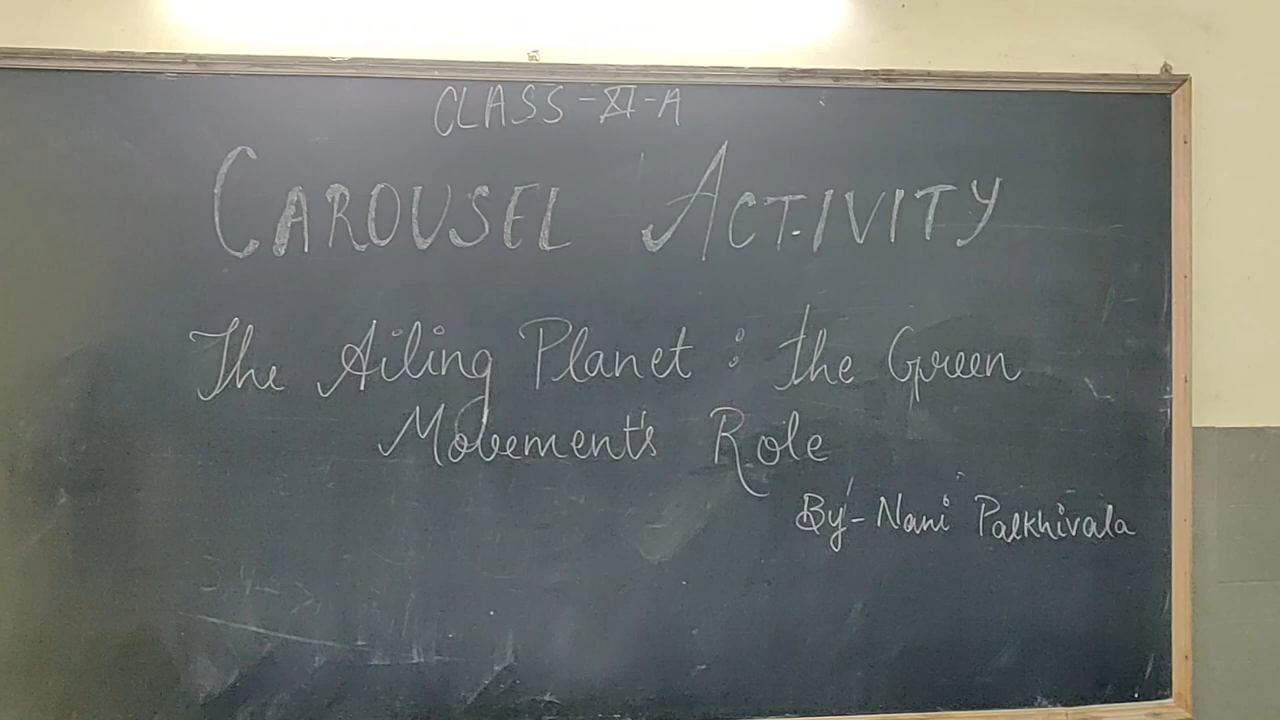 CLASS-XI-A
CAROUSEL ACTIVITY
The Ailing Planet : the Green
Movement's Role
By- Nani Palkhivala